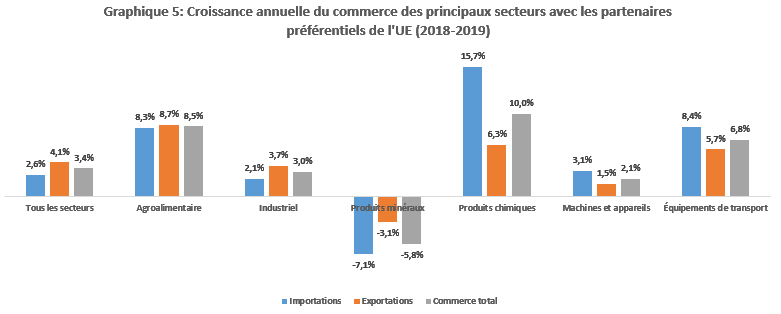 Graphique 5: Croissance annuelle du commerce des principaux secteurs avec les partenaires
préférentiels de l'UE (2018-2019)
2,6% 4,1% 3,4%
8,3% 8,7% 8,5%
2,1% 3,7% 3,0%
-7,1% -3,1% -5,8%
15,7% 6,3% 10,0%
3,1% 1,5% 2,1%
8,4% 5,7% 6,8%
Tous les secteurs Agroalimentaire Industriel Produits minéraux Produits chimiques Machines et appareils Équipements de transport
Importations Exportations Commerce total